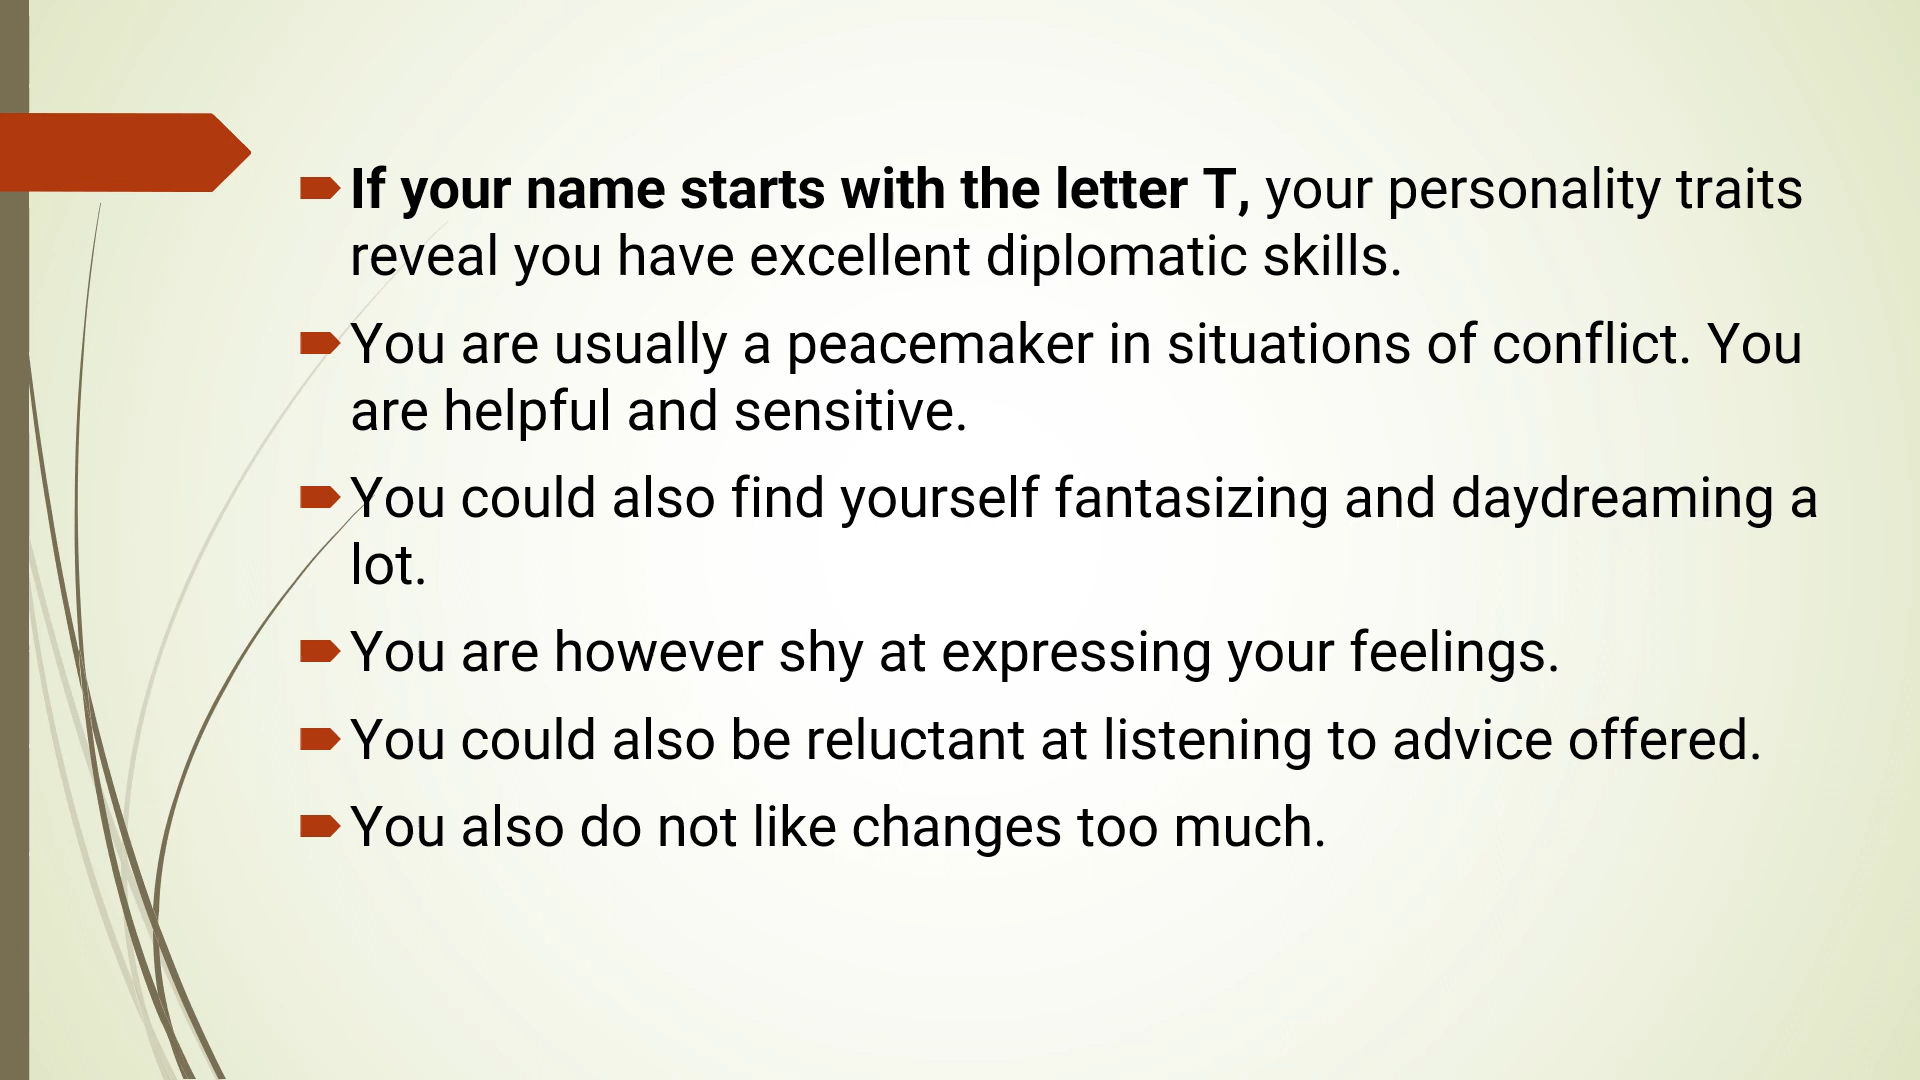 If your name starts with the letter T, your personality traits
reveal you have excellent diplomatic skills.
You are usually a peacemaker in situations of conflict. You
are helpful and sensitive.
You could also find yourself fantasizing and daydreaming a
lot.
You are however shy at expressing your feelings.
You could also be reluctant at listening to advice offered.
You also do not like changes too much.